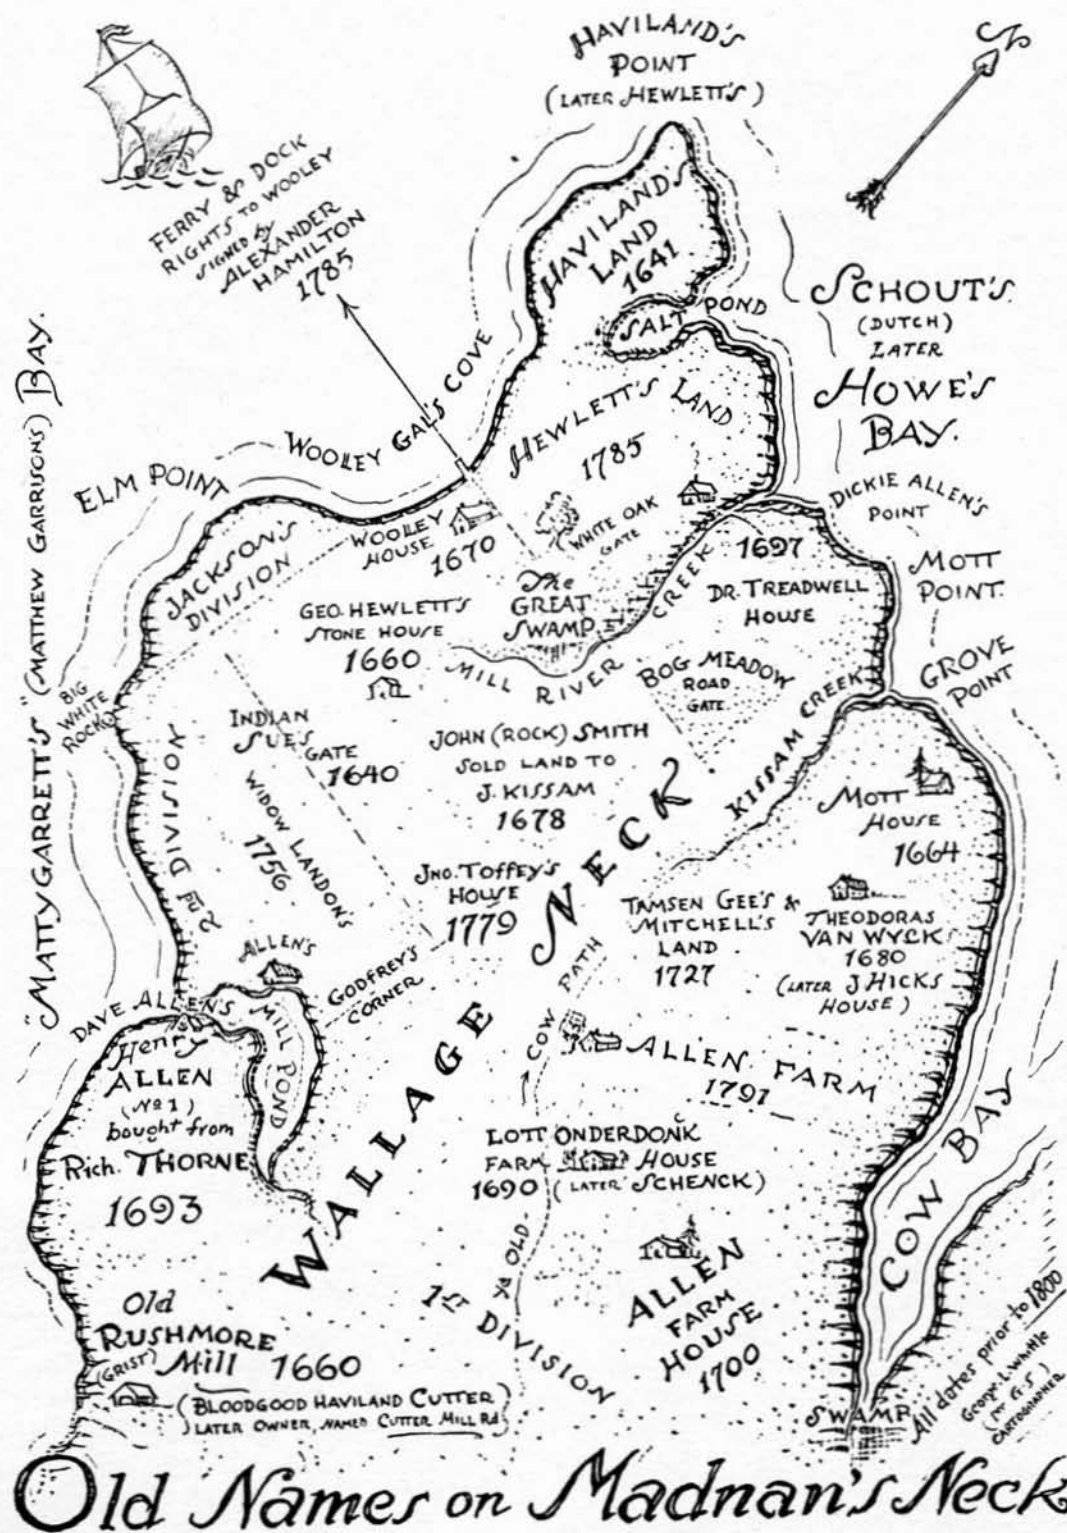 HAVILAND'S
POINT
(LATER HEWLETT'S)
FERRY & DOCK
RIGHTS TO WOOLEY
SIGNED by
ALEXANDER
HAMILTON
1785
HAVILAND'S
LAND
1641
SALT POND
SCHOUT'S
(DUTCH)
LATER
HOWE'S
BAY.
"MATTY GARRETT'S" (MATTHEW GARRISONS) BAY.
ELM POINT
WOOLEY GAL'S COVE
HEWLETT'S LAND
1785
WHITE OAK
GATE
DICKIE ALLEN'S
POINT
MOTT
POINT.
GROVE
POINT
JACKSON'S
DIVISION
WOOLEY
HOUSE
1670
The
GREAT
SWAMP
CREEK
1697
DR. TREADWELL
HOUSE
GEO. HEWLETT'S
STONE HOUSE
1660
MILL RIVER
BOG MEADOW
ROAD
GATE
KISSAM CREEK
BIG
WHITE
ROCK
INDIAN
SUE'S
GATE
1640
JOHN (ROCK) SMITH
SOLD LAND TO
J. KISSAM
1678
2nd DIVISION
WIDOW LANDON'S
1756
MOTT
HOUSE
1664
JNO. TOFFEY'S
HOUSE
1779
WALLAGE NECK
TAMSEN GEE'S &
MITCHELL'S
LAND
1727
THEODORAS
VAN WYCK
1680
(LATER J HICKS
HOUSE)
ALLEN'S
GODFREY'S
CORNER
DAVE ALLEN'S
MILL POND
Henry
ALLEN
(No 1)
bought from
Rich. THORNE
1693
Yd OLD
COW PATH
ALLEN FARM
1791
LOTT ONDERDONK
FARM HOUSE
1690 (LATER SCHENCK)
COW BAY
1ST DIVISION
ALLEN
FARM
HOUSE
1700
Old
RUSHMORE
(GRIST) Mill 1660
(BLOODGOOD HAVILAND CUTTER)
LATER OWNER, NAMED CUTTER MILL Rd
SWAMP
All dates prior to 1800
George L. Whittle
CARTOGRAPHER
Old Names on Madnan's Neck